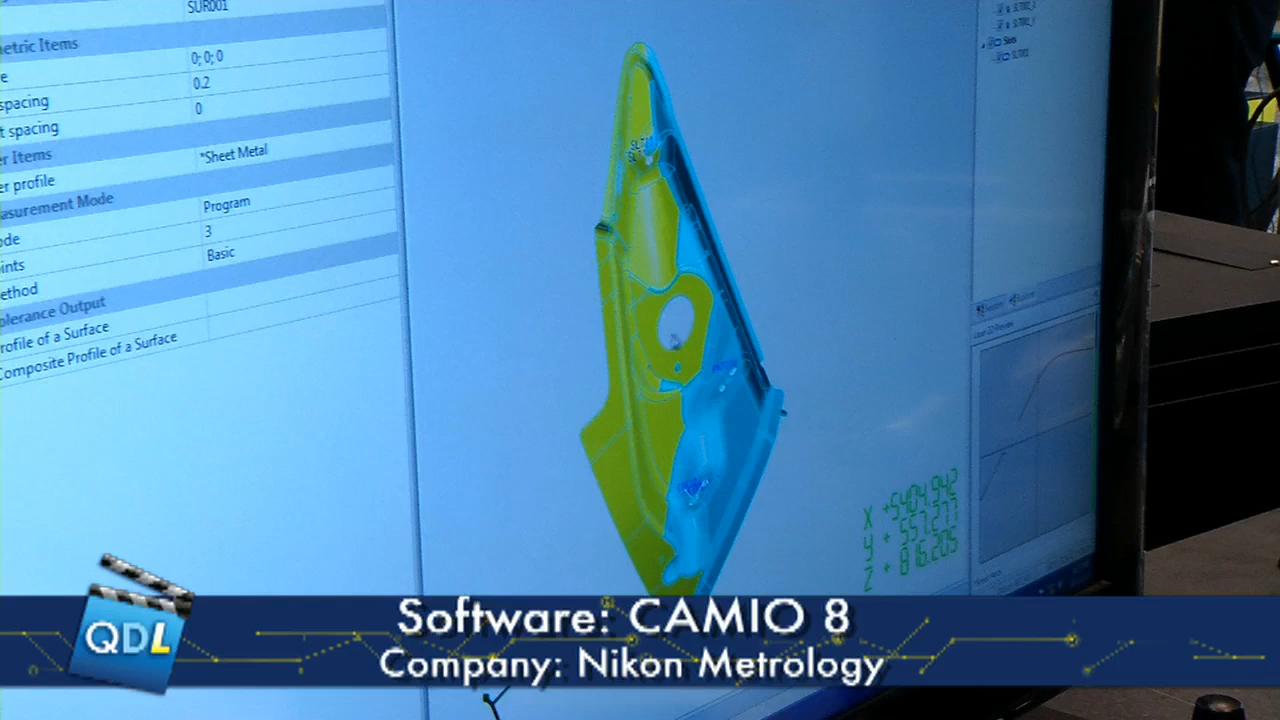 SUR001
etric Items
e
0; 0; 0
spacing
0.2
t spacing
0
er Items
er profile
*Sheet Metal
asurement Mode
ode
Program
ints
3
ethod
Basic
olerance Output
rofile of a Surface
Composite Profile of a Surface
Slots
X +5404.942
Y + 557.277
Z + 816.205
QDL
Software: CAMIO 8
Company: Nikon Metrology